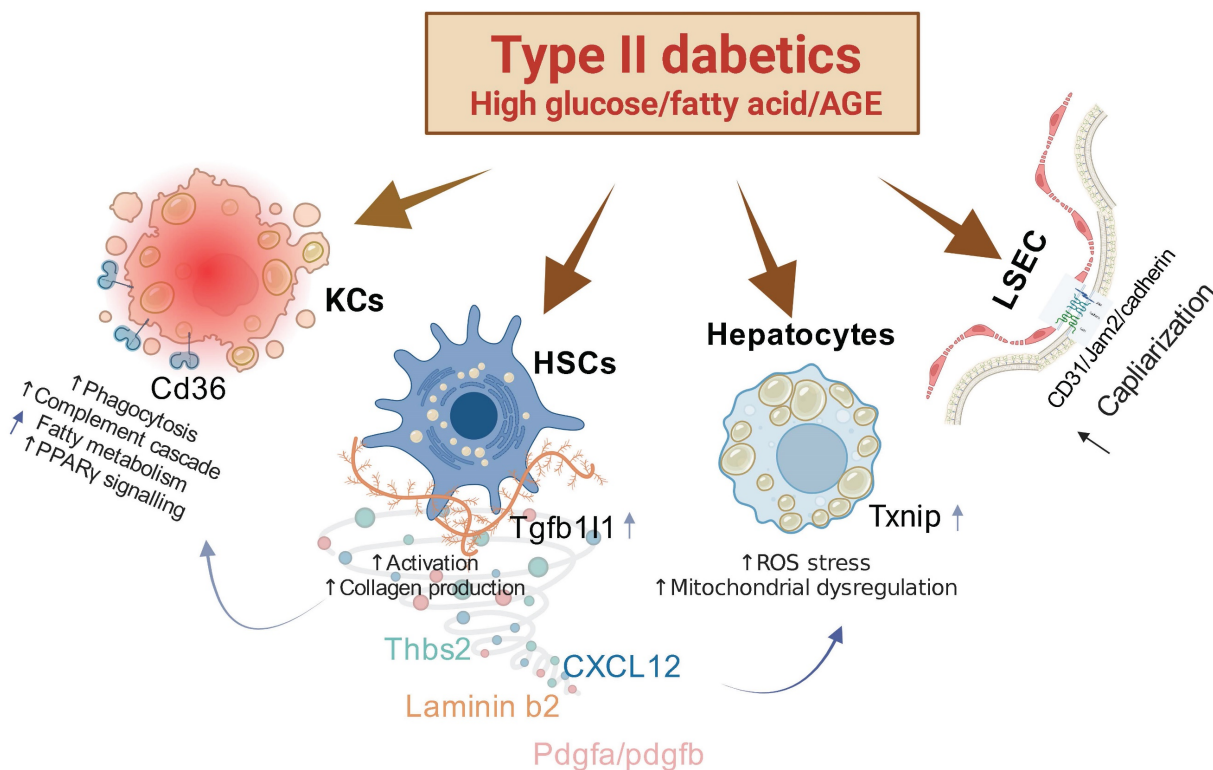 Type II dabetics
High glucose/fatty acid/AGE
KCs
Cd36
↑Phagocytosis
↑Complement cascade
↑ Fatty metabolism
↑PPARγ signalling
HSCs
Tgfb1l1 ↑
↑Activation
↑Collagen production
Thbs2
CXCL12
Laminin b2
Pdgfa/pdgfb
Hepatocytes
Txnip ↑
↑ROS stress
↑Mitochondrial dysregulation
LSEC
CD31/Jam2/cadherin
↑ Capliarization